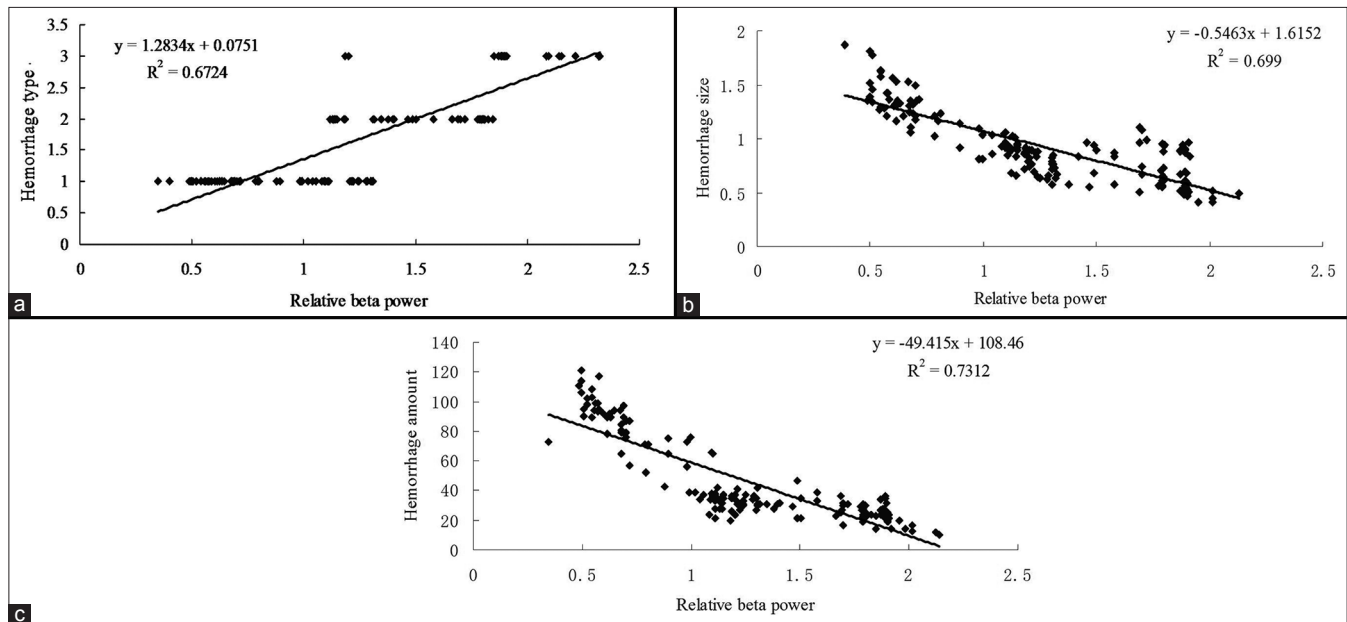 y = 1.2834x + 0.0751
R2 = 0.6724
Hemorrhage type
3.5
3
2.5
2
1.5
1
0.5
0
0
0.5
1
1.5
2
2.5
Relative beta power
a
y = -0.5463x + 1.6152
R2 = 0.699
Hemorrhage size
2
1.5
1
0.5
0
0
0.5
1
1.5
2
2.5
Relative beta power
b
y = -49.415x + 108.46
R2 = 0.7312
Hemorrhage amount
140
120
100
80
60
40
20
0
0
0.5
1
1.5
2
2.5
Relative beta power
c